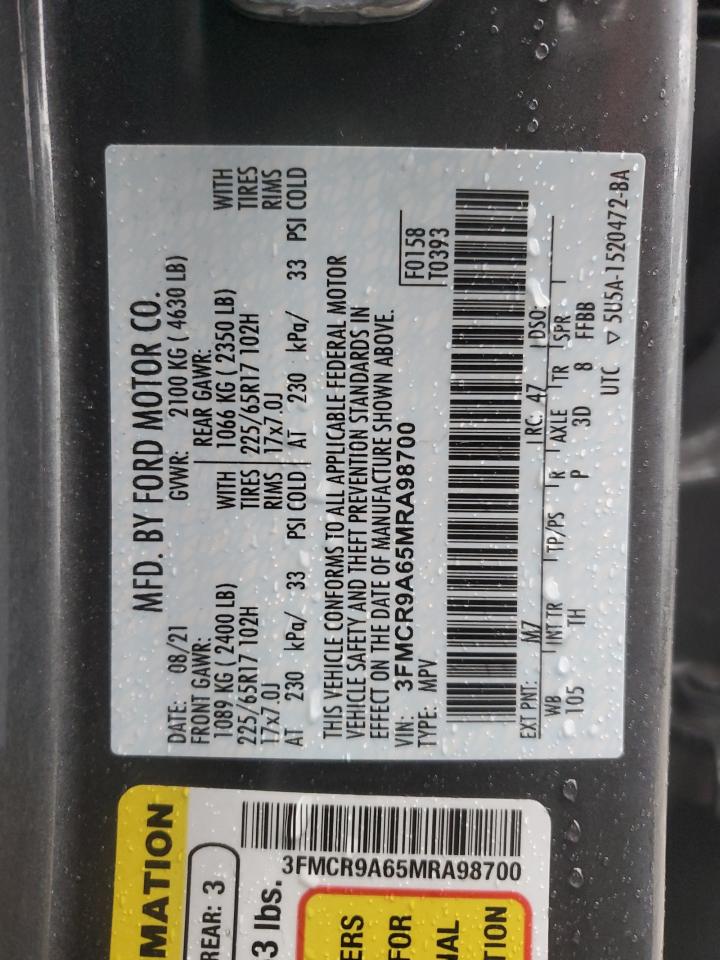 MFD. BY FORD MOTOR CO.
DATE: 08/21 GVWR: 2100 KG ( 4630 LB)
FRONT GAWR: REAR GAWR:
1089 KG ( 2400 LB) WITH 1066 KG ( 2350 LB) WITH
225/65R17 102H TIRES 225/65R17 102H TIRES
17x7.0J RIMS 17x7.0J RIMS
AT 230 kPa/ 33 PSI COLD AT 230 kPa/ 33 PSI COLD
THIS VEHICLE CONFORMS TO ALL APPLICABLE FEDERAL MOTOR
VEHICLE SAFETY AND THEFT PREVENTION STANDARDS IN
EFFECT ON THE DATE OF MANUFACTURE SHOWN ABOVE.
VIN: 3FMCR9A65MRA98700
TYPE: MPV
F0158
T0393
EXT PNT: M7 RC: 47 DSO:
WB INT TR TP/PS R AXLE TR SPR
105 TH P 3D 8 FFBB
UTC ▽ 5U5A-1520472-BA
MATION
REAR: 3
3 lbs.
3FMCR9A65MRA98700
ERS
FOR
NAL
TION